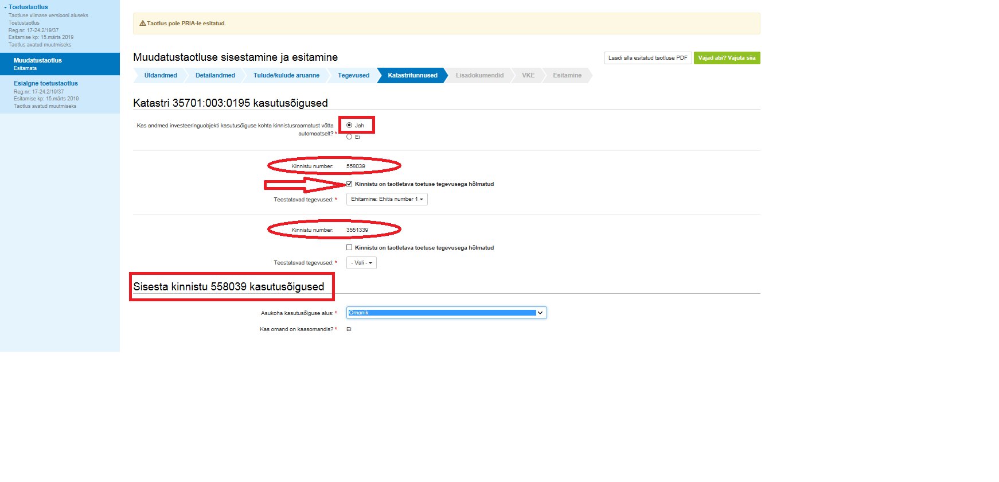 Toetustaotlus
Taotluse viimase versiooni aluseks
Toetustaotlus
Reg.nr: 17-24.2/19/37
Esitamise kp: 15.märts 2019
Taotlus avatud muutmiseks
Muudatustaotlus
Esitamata
Esialgne toetustaotlus
Reg.nr: 17-24.2/19/37
Esitamise kp: 15.märts 2019
Taotlus avatud muutmiseks
Taotlus pole PRIA-le esitatud.
Muudatustaotluse sisestamine ja esitamine
Laadi alla esitatud taotluse PDF
Vajad abi? Vajuta siia
Üldandmed
Detailandmed
Tulude/kulude aruanne
Tegevused
Katastritunnused
Lisadokumendid
VKE
Esitamine
Katastri 35701:003:0195 kasutusõigused
Kas andmed investeeringuobjekti kasutusõiguse kohta kinnistusraamatust võtta
automaatselt? *
Jah
Ei
Kinnistu number: 558039
Kinnistu on taotletava toetuse tegevusega hõlmatud
Teostatavad tegevused: * Ehitamine: Ehitis number 1
Kinnistu number: 3551339
Kinnistu on taotletava toetuse tegevusega hõlmatud
Teostatavad tegevused: * - Vali -
Sisesta kinnistu 558039 kasutusõigused
Asukoha kasutusõiguse alus: * Omanik
Kas omand on kaasomandis? * Ei